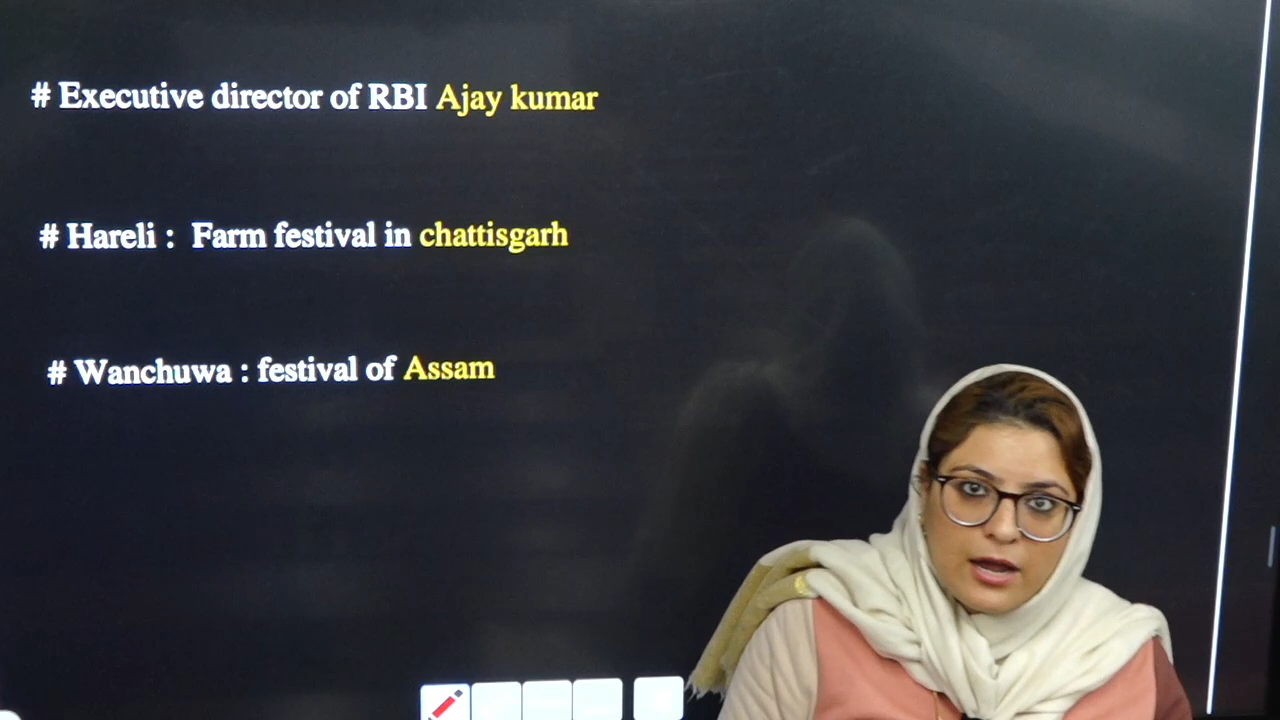 # Executive director of RBI Ajay kumar
# Hareli : Farm festival in chattisgarh
# Wanchuwa : festival of Assam